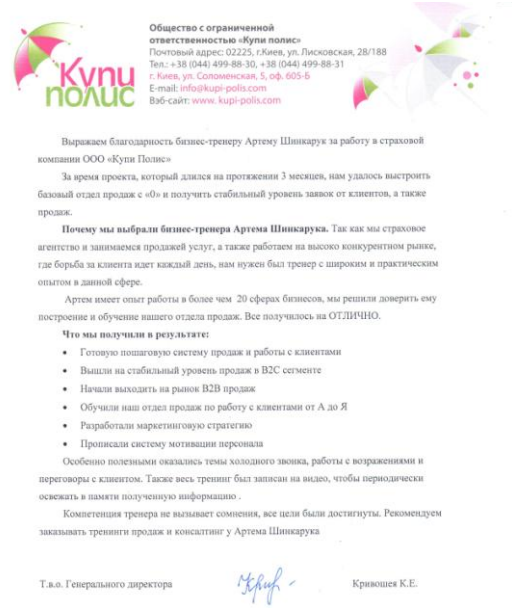 Купи
полис
Общество с ограниченной
ответственностью «Купи полис»
Почтовый адрес: 02225, г.Киев, ул. Лисковская, 28/188
Тел.: +38 (044) 499-88-30, +38 (044) 499-88-31
г. Киев, ул. Соломенская, 5, оф. 605-Б
E-mail: info@kupi-polis.com
Вэб-сайт: www. kupi-polis.com
Выражаем благодарность бизнес-тренеру Артему Шинкарук за работу в страховой
компании ООО «Купи Полис»
За время проекта, который длился на протяжении 3 месяцев, нам удалось выстроить
базовый отдел продаж с «0» и получить стабильный уровень заявок от клиентов, а также
продаж.
Почему мы выбрали бизнес-тренера Артема Шинкарука. Так как мы страховое
агентство и занимаемся продажей услуг, а также работаем на высоко конкурентном рынке,
где борьба за клиента идет каждый день, нам нужен был тренер с широким и практическим
опытом в данной сфере.
Артем имеет опыт работы в более чем 20 сферах бизнесов, мы решили доверить ему
построение и обучение нашего отдела продаж. Все получилось на ОТЛИЧНО.
Что мы получили в результате:
• Готовую пошаговую систему продаж и работы с клиентами
• Вышли на стабильный уровень продаж в B2C сегменте
• Начали выходить на рынок B2B продаж
• Обучили наш отдел продаж по работу с клиентами от А до Я
• Разработали маркетинговую стратегию
• Прописали систему мотивации персонала
Особенно полезными оказались темы холодного звонка, работы с возражениями и
переговоры с клиентом. Также весь тренинг был записан на видео, чтобы периодически
освежать в памяти полученную информацию .
Компетенция тренера не вызывает сомнения, все цели были достигнуты. Рекомендуем
заказывать тренинги продаж и консалтинг у Артема Шинкарука
Т.в.о. Генерального директора
Кривошея К.Е.